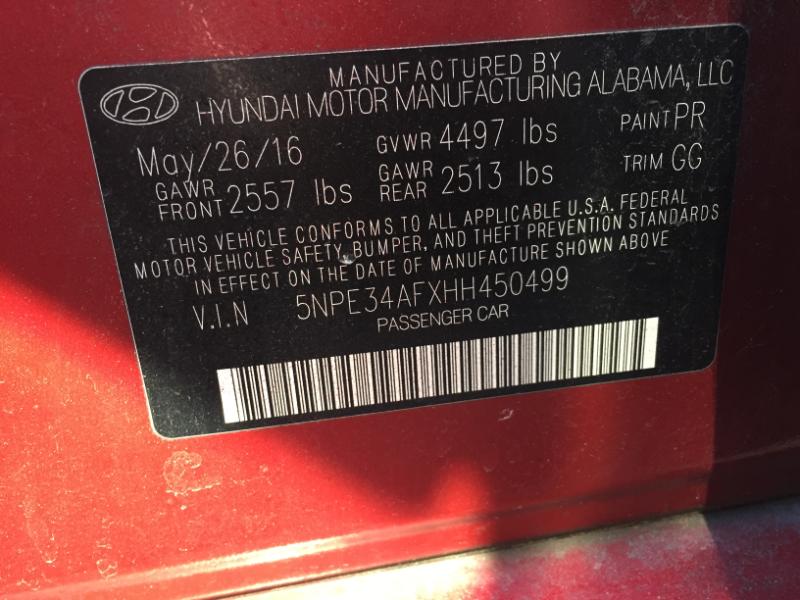 MANUFACTURED BY
HYUNDAI MOTOR MANUFACTURING ALABAMA, LLC
May/26/16 GVWR 4497 lbs PAINT PR
GAWR FRONT 2557 lbs GAWR REAR 2513 lbs TRIM GG
THIS VEHICLE CONFORMS TO ALL APPLICABLE U.S.A. FEDERAL
MOTOR VEHICLE SAFETY, BUMPER, AND THEFT PREVENTION STANDARDS
IN EFFECT ON THE DATE OF MANUFACTURE SHOWN ABOVE
V.I.N 5NPE34AFXHH450499
PASSENGER CAR